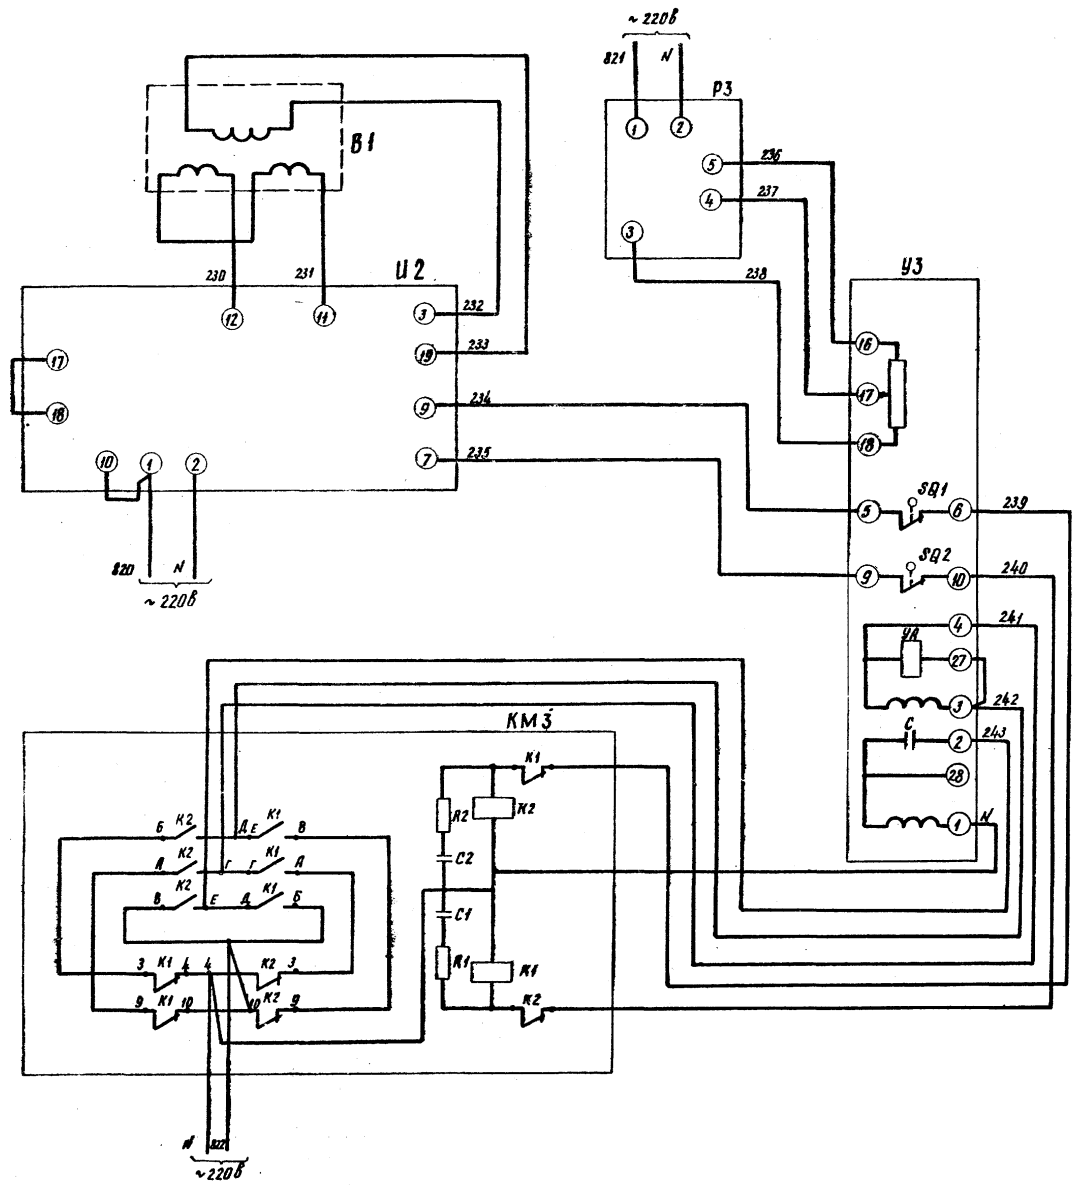 ~ 220в
821
N
Р3
1
2
5
236
4
237
3
238
В1
230
231
И2
12
11
3
232
19
233
17
18
9
234
7
235
10
1
2
820
N
~ 220в
У3
16
17
18
5
SQ1
6
239
9
SQ2
10
240
4
241
УА
27
3
242
С
2
243
28
1
N
КМ3
К1
R2
К2
С2
С1
R1
К1
К2
Б
К2
Д
Е
К1
В
А
К2
Г
Г
К1
А
В
К2
Е
Д
К1
Б
3
К1
4
4
К2
3
9
К1
10
10
К2
9
N
822
~220в